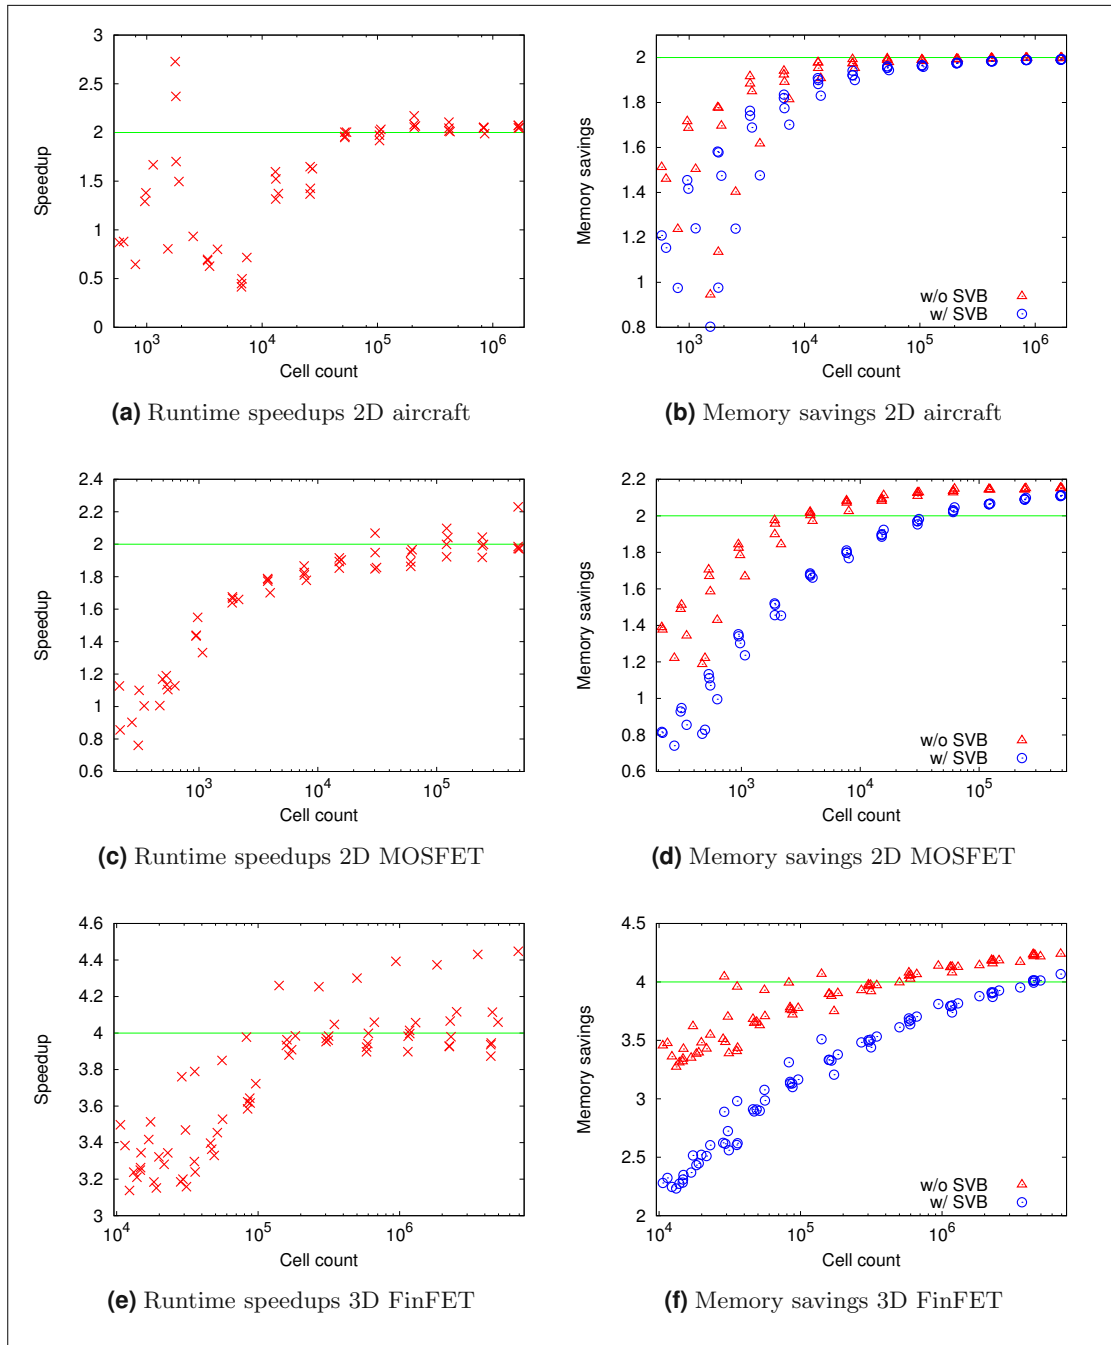 3
2.5
2
1.5
1
0.5
0
Speedup
10^3 10^4 10^5 10^6
Cell count
(a) Runtime speedups 2D aircraft
2
1.8
1.6
1.4
1.2
1
0.8
Memory savings
w/o SVB
w/ SVB
10^3 10^4 10^5 10^6
Cell count
(b) Memory savings 2D aircraft
2.4
2.2
2
1.8
1.6
1.4
1.2
1
0.8
0.6
Speedup
10^3 10^4 10^5
Cell count
(c) Runtime speedups 2D MOSFET
2.2
2
1.8
1.6
1.4
1.2
1
0.8
0.6
Memory savings
w/o SVB
w/ SVB
10^3 10^4 10^5
Cell count
(d) Memory savings 2D MOSFET
4.6
4.4
4.2
4
3.8
3.6
3.4
3.2
3
Speedup
10^4 10^5 10^6
Cell count
(e) Runtime speedups 3D FinFET
4.5
4
3.5
3
2.5
2
Memory savings
w/o SVB
w/ SVB
10^4 10^5 10^6
Cell count
(f) Memory savings 3D FinFET